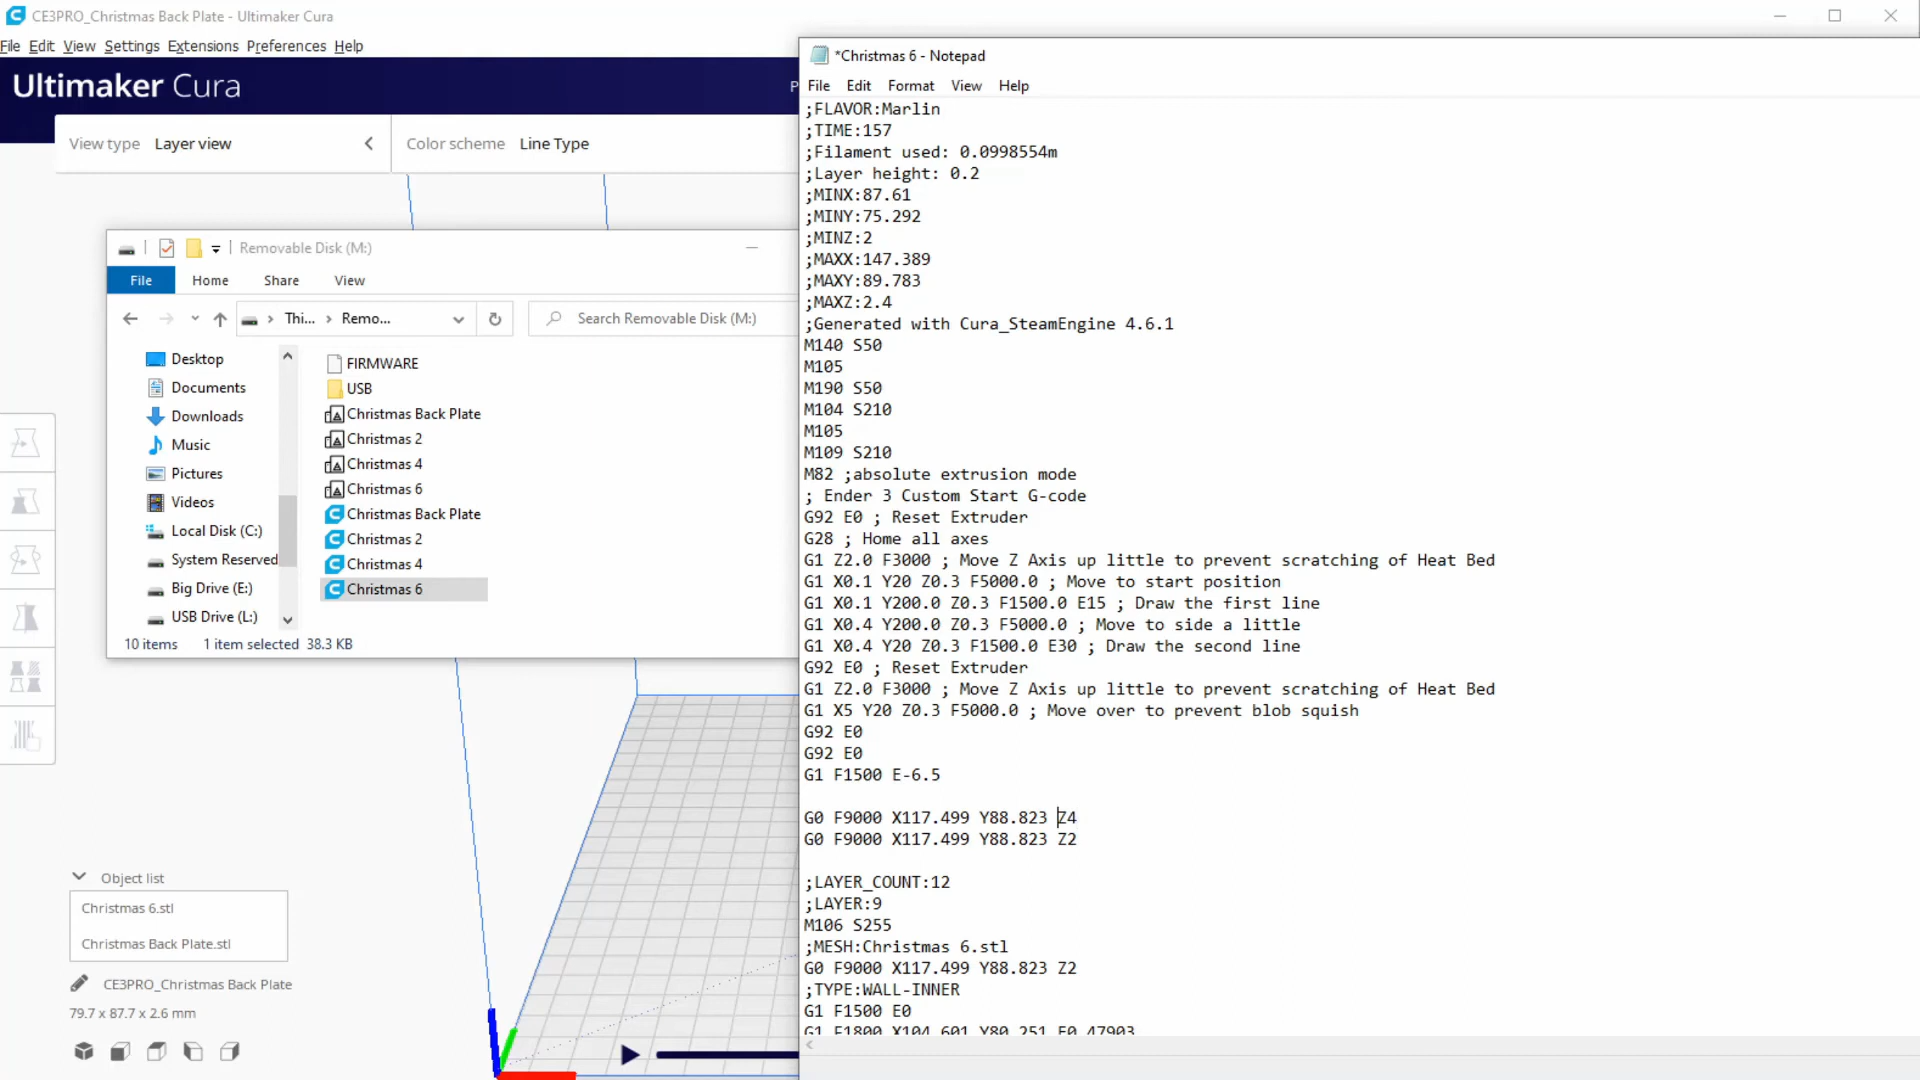 CE3PRO_Christmas Back Plate - Ultimaker Cura
File Edit View Settings Extensions Preferences Help
Ultimaker Cura
P
View type Layer view
Color scheme Line Type
Removable Disk (M:)
File Home Share View
Thi... Remo...
Search Removable Disk (M:)
Desktop
Documents
Downloads
Music
Pictures
Videos
Local Disk (C:)
System Reserved
Big Drive (E:)
USB Drive (L:)
FIRMWARE
USB
Christmas Back Plate
Christmas 2
Christmas 4
Christmas 6
Christmas Back Plate
Christmas 2
Christmas 4
Christmas 6
10 items 1 item selected 38.3 KB
Object list
Christmas 6.stl
Christmas Back Plate.stl
CE3PRO_Christmas Back Plate
79.7 x 87.7 x 2.6 mm
*Christmas 6 - Notepad
File Edit Format View Help
;FLAVOR:Marlin
;TIME:157
;Filament used: 0.0998554m
;Layer height: 0.2
;MINX:87.61
;MINY:75.292
;MINZ:2
;MAXX:147.389
;MAXY:89.783
;MAXZ:2.4
;Generated with Cura_SteamEngine 4.6.1
M140 S50
M105
M190 S50
M104 S210
M105
M109 S210
M82 ;absolute extrusion mode
; Ender 3 Custom Start G-code
G92 E0 ; Reset Extruder
G28 ; Home all axes
G1 Z2.0 F3000 ; Move Z Axis up little to prevent scratching of Heat Bed
G1 X0.1 Y20 Z0.3 F5000.0 ; Move to start position
G1 X0.1 Y200.0 Z0.3 F1500.0 E15 ; Draw the first line
G1 X0.4 Y200.0 Z0.3 F5000.0 ; Move to side a little
G1 X0.4 Y20 Z0.3 F1500.0 E30 ; Draw the second line
G92 E0 ; Reset Extruder
G1 Z2.0 F3000 ; Move Z Axis up little to prevent scratching of Heat Bed
G1 X5 Y20 Z0.3 F5000.0 ; Move over to prevent blob squish
G92 E0
G92 E0
G1 F1500 E-6.5
G0 F9000 X117.499 Y88.823 Z4
G0 F9000 X117.499 Y88.823 Z2
;LAYER_COUNT:12
;LAYER:9
M106 S255
;MESH:Christmas 6.stl
G0 F9000 X117.499 Y88.823 Z2
;TYPE:WALL-INNER
G1 F1500 E0
G1 F1800 X104.601 Y80.251 E0.47903